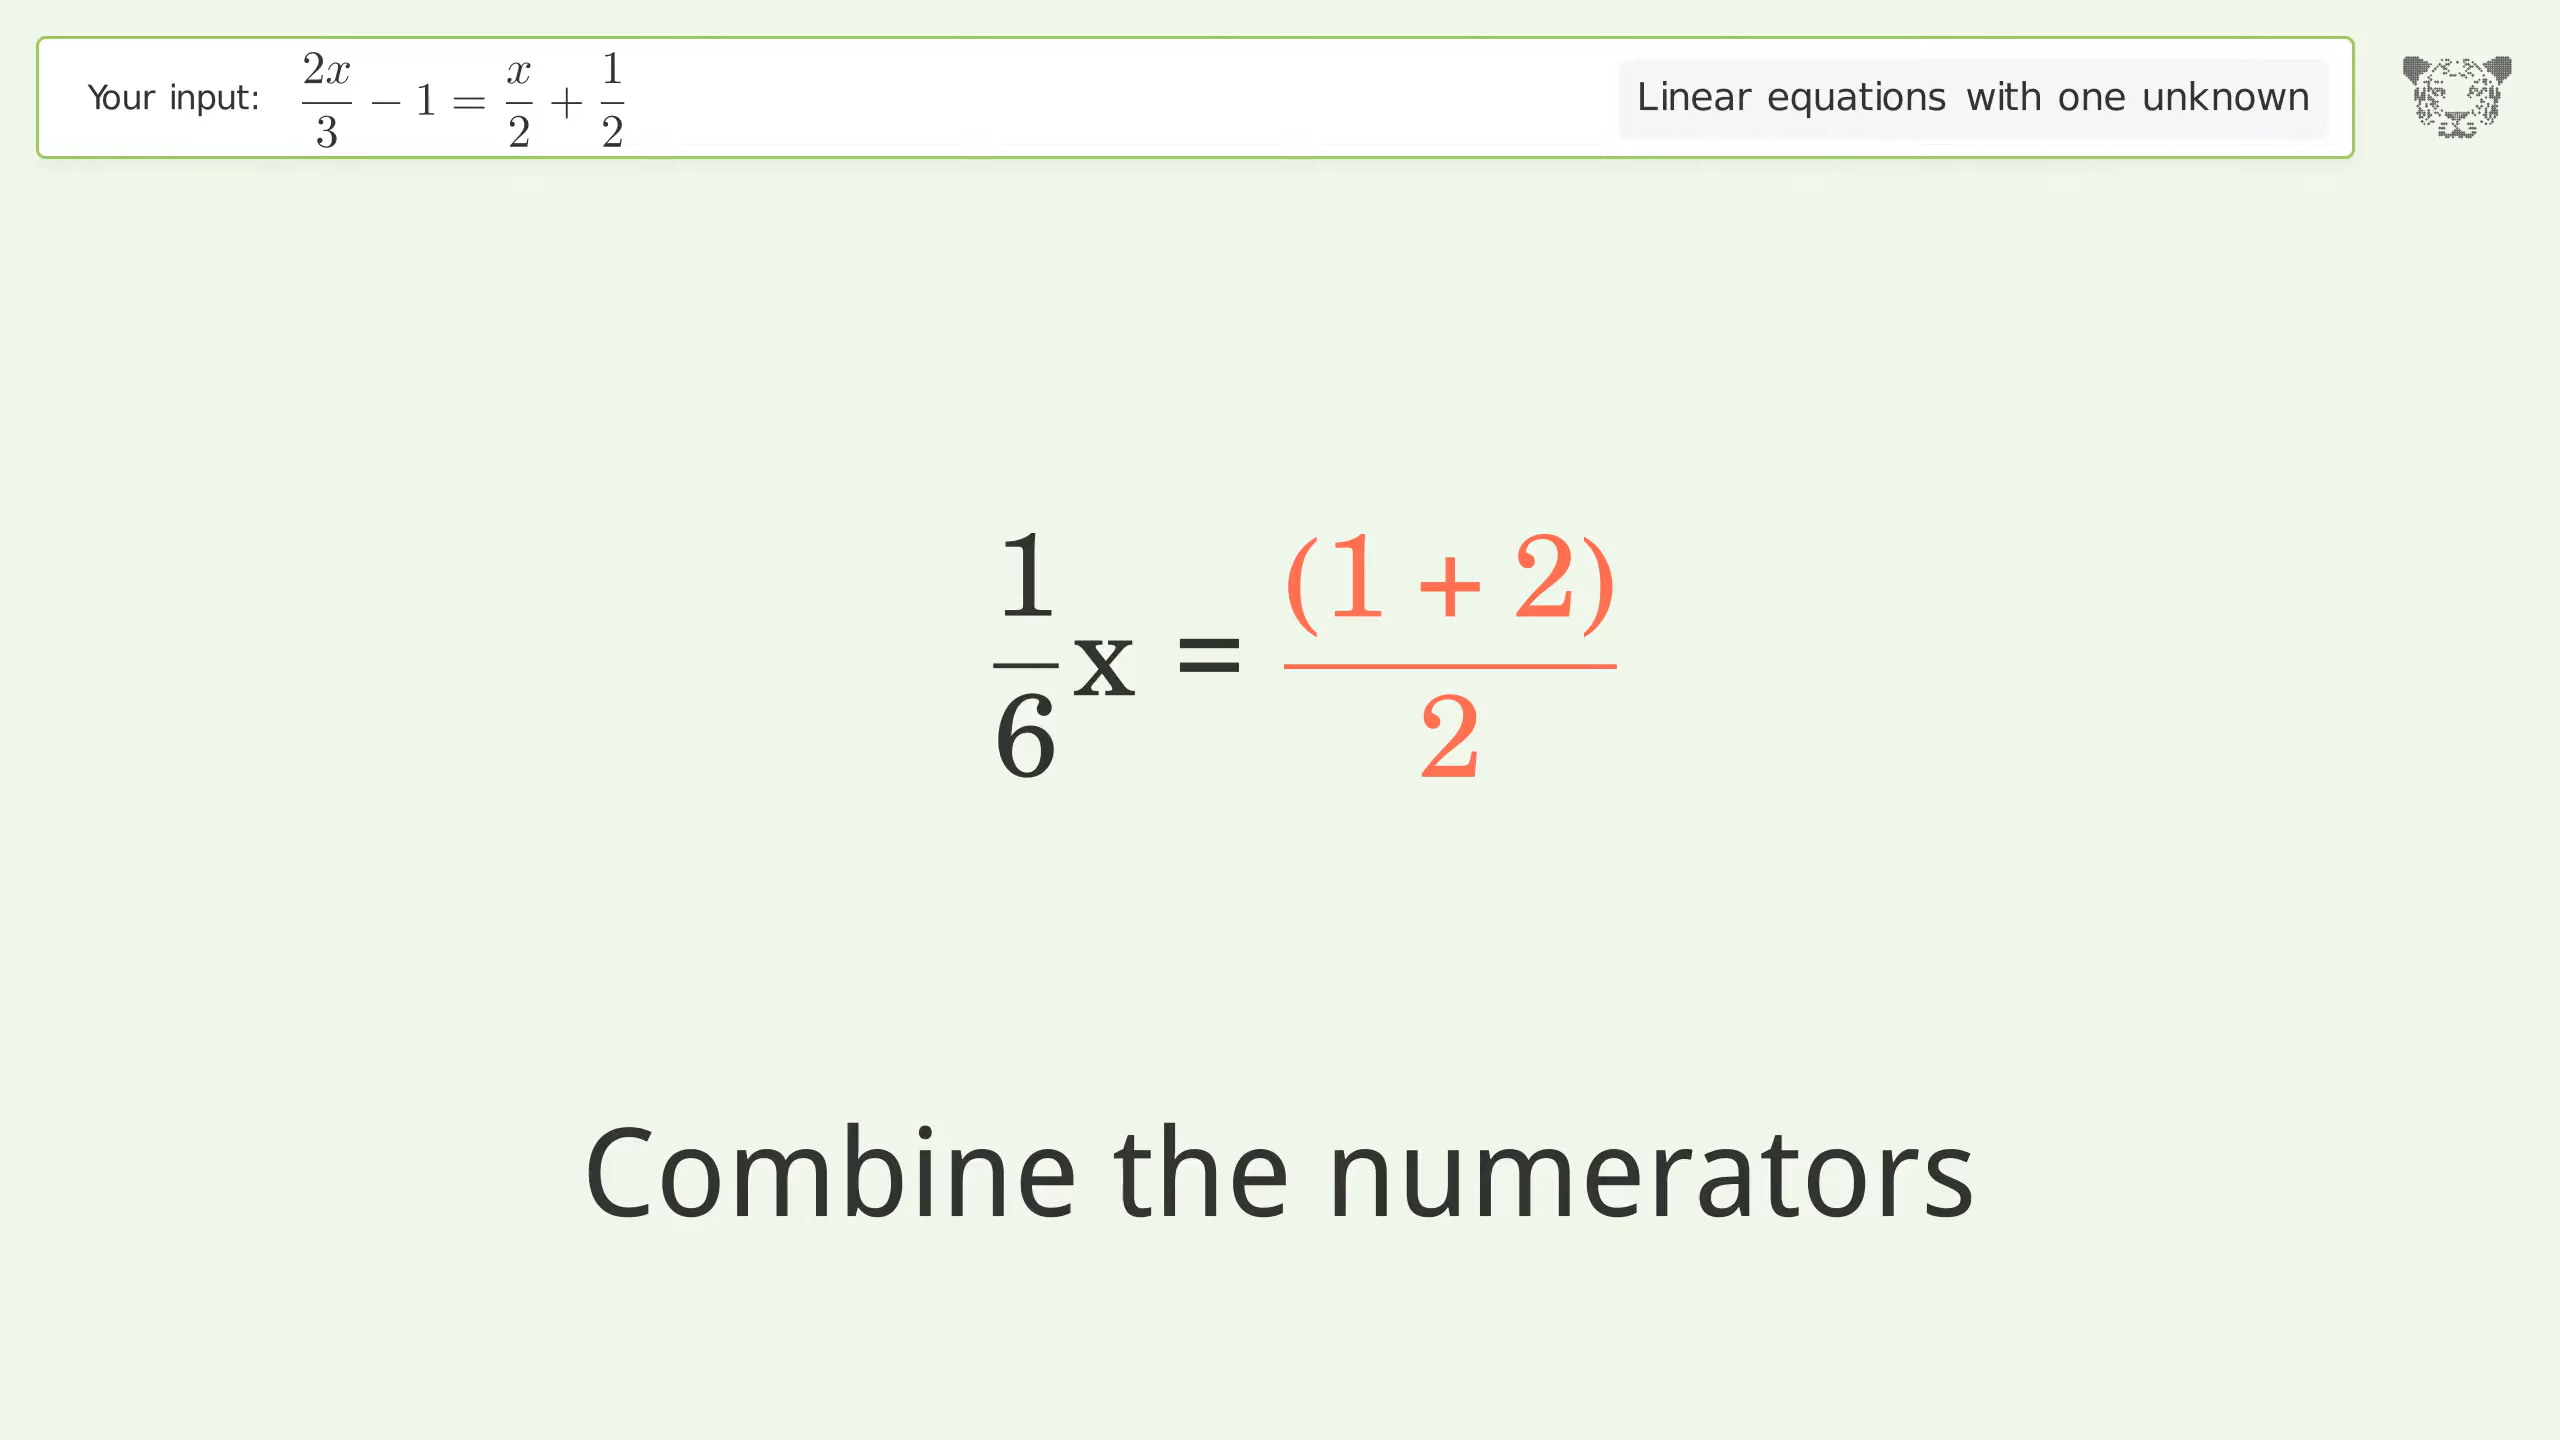 Your input: 2x/3 − 1 = x/2 + 1/2
Linear equations with one unknown
1/6 x = (1 + 2)/2
Combine the numerators